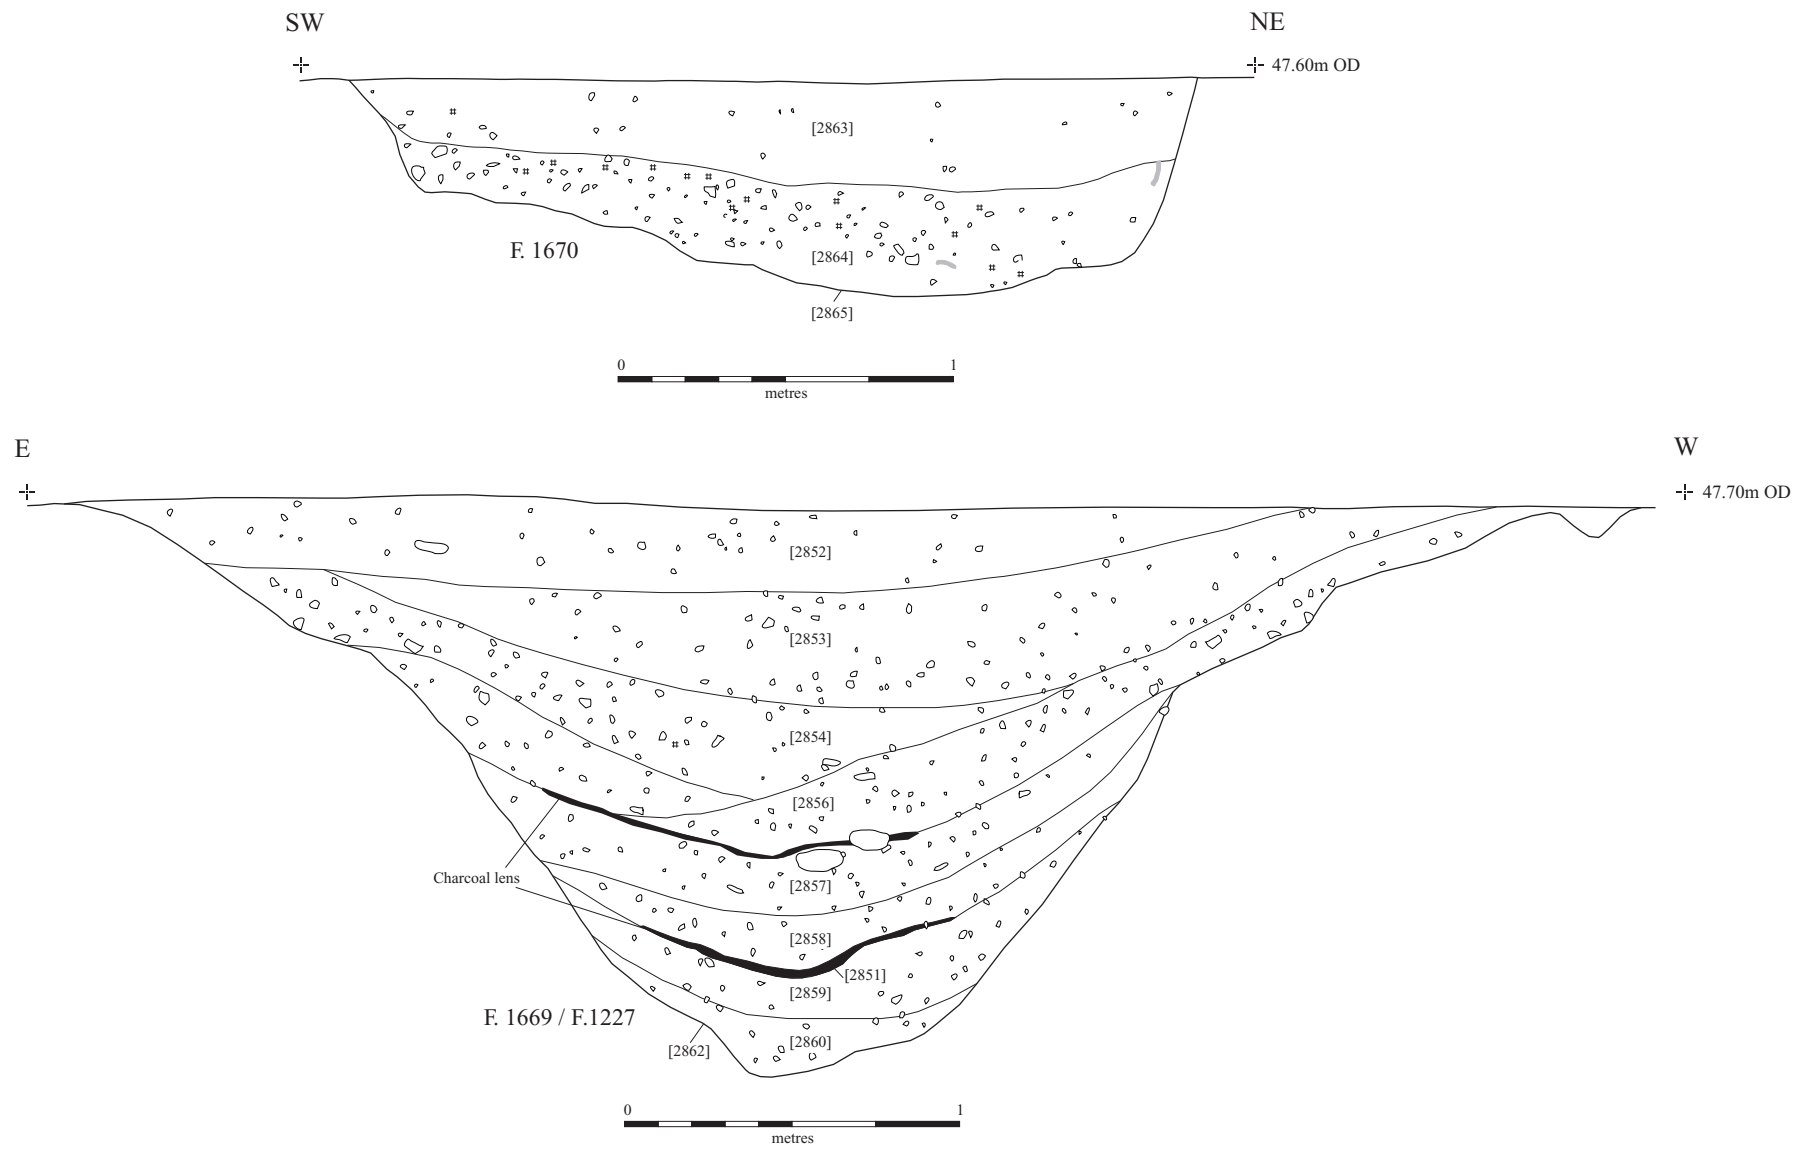 SW NE
47.60m OD
[2863]
F. 1670
[2864]
[2865]
0 1
metres
E W
47.70m OD
[2852]
[2853]
[2854]
[2856]
Charcoal lens
[2857]
[2858]
[2851]
[2859]
F. 1669 / F.1227
[2860]
[2862]
0 1
metres